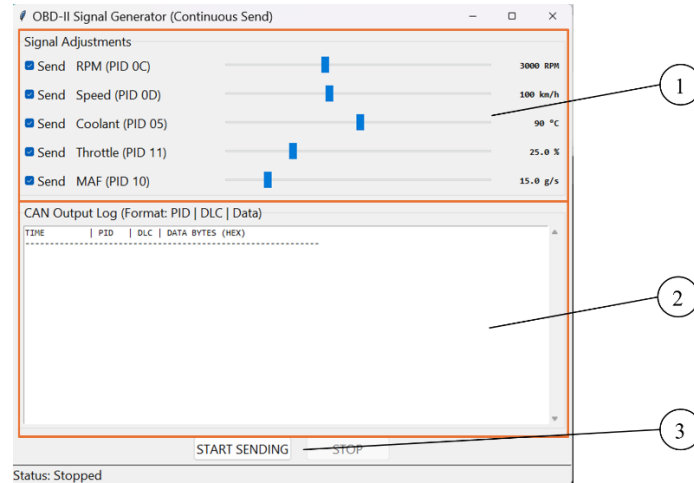 OBD-II Signal Generator (Continuous Send)
Signal Adjustments
Send RPM (PID 0C) 3000 RPM
Send Speed (PID 0D) 100 km/h
Send Coolant (PID 05) 90 °C
Send Throttle (PID 11) 25.0 %
Send MAF (PID 10) 15.0 g/s
1
CAN Output Log (Format: PID | DLC | Data)
TIME | PID | DLC | DATA BYTES (HEX)
----------------------------------------------------------------
2
START SENDING STOP
3
Status: Stopped